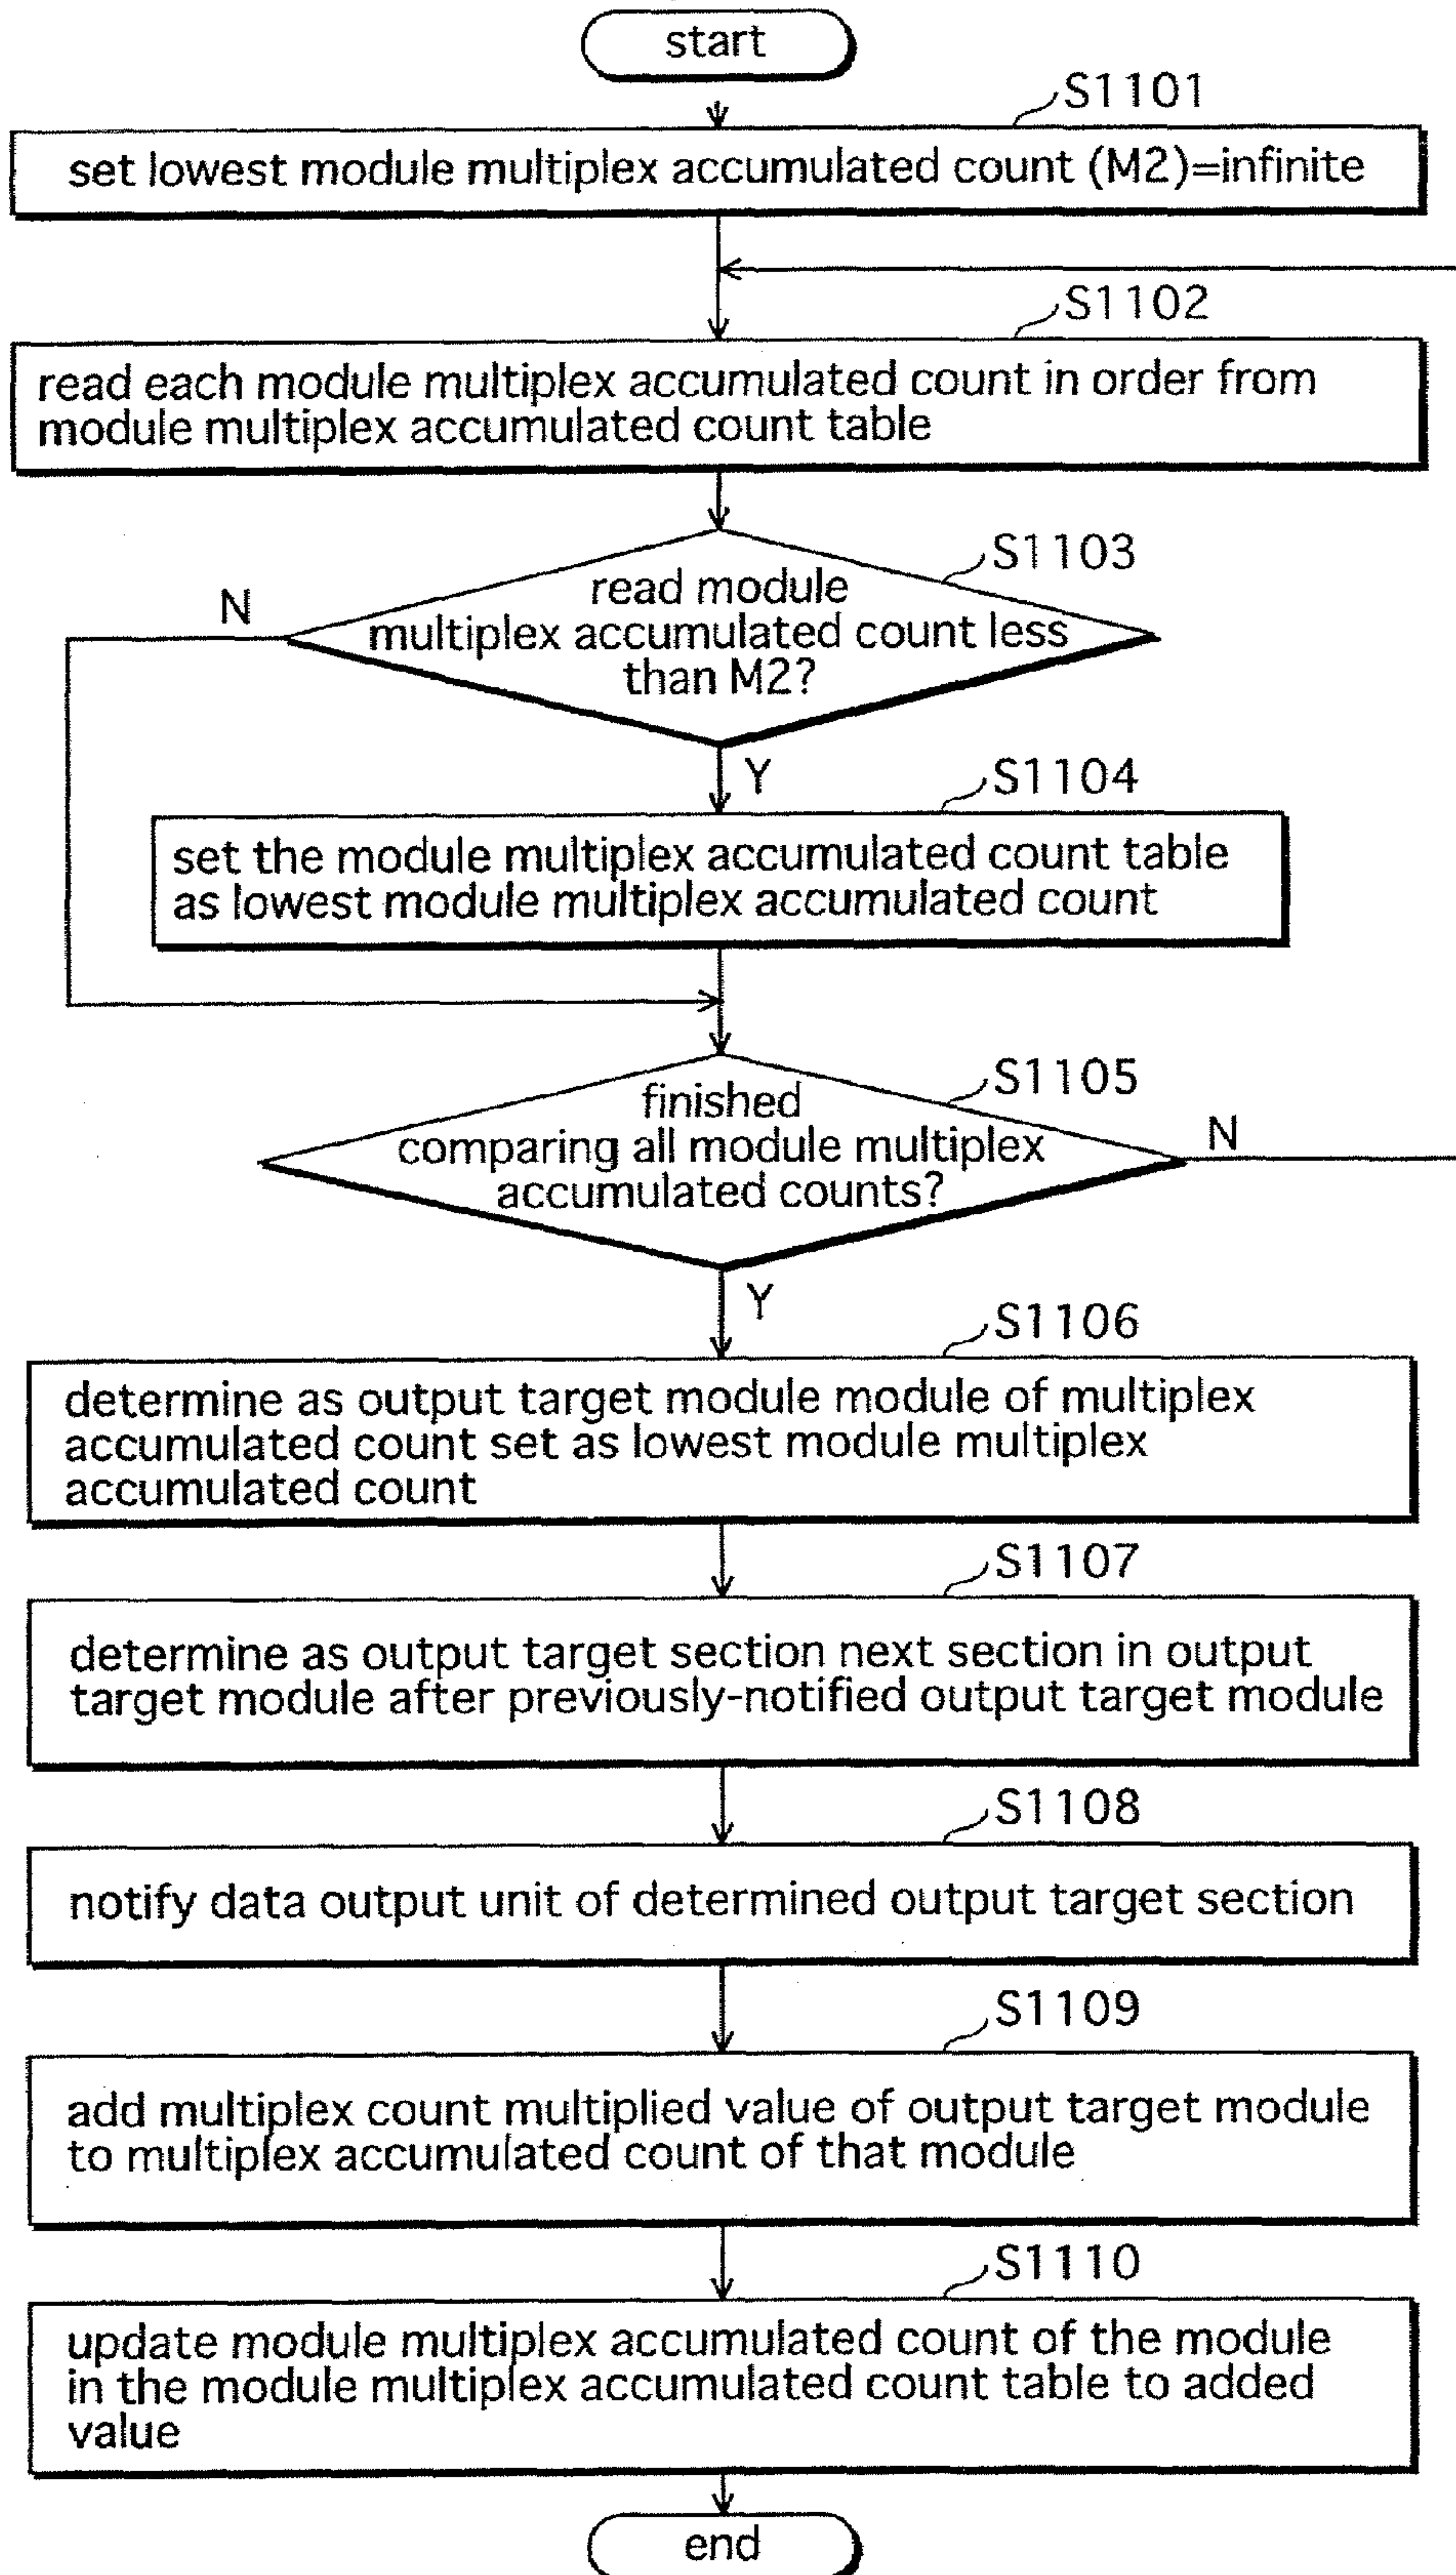 start
S1101
set lowest module multiplex accumulated count (M2)=infinite
S1102
read each module multiplex accumulated count in order from
module multiplex accumulated count table
S1103
N
read module
multiplex accumulated count less
than M2?
Y
S1104
set the module multiplex accumulated count table
as lowest module multiplex accumulated count
S1105
finished
comparing all module multiplex
accumulated counts?
N
Y
S1106
determine as output target module module of multiplex
accumulated count set as lowest module multiplex
accumulated count
S1107
determine as output target section next section in output
target module after previously-notified output target module
S1108
notify data output unit of determined output target section
S1109
add multiplex count multiplied value of output target module
to multiplex accumulated count of that module
S1110
update module multiplex accumulated count of the module
in the module multiplex accumulated count table to added
value
end